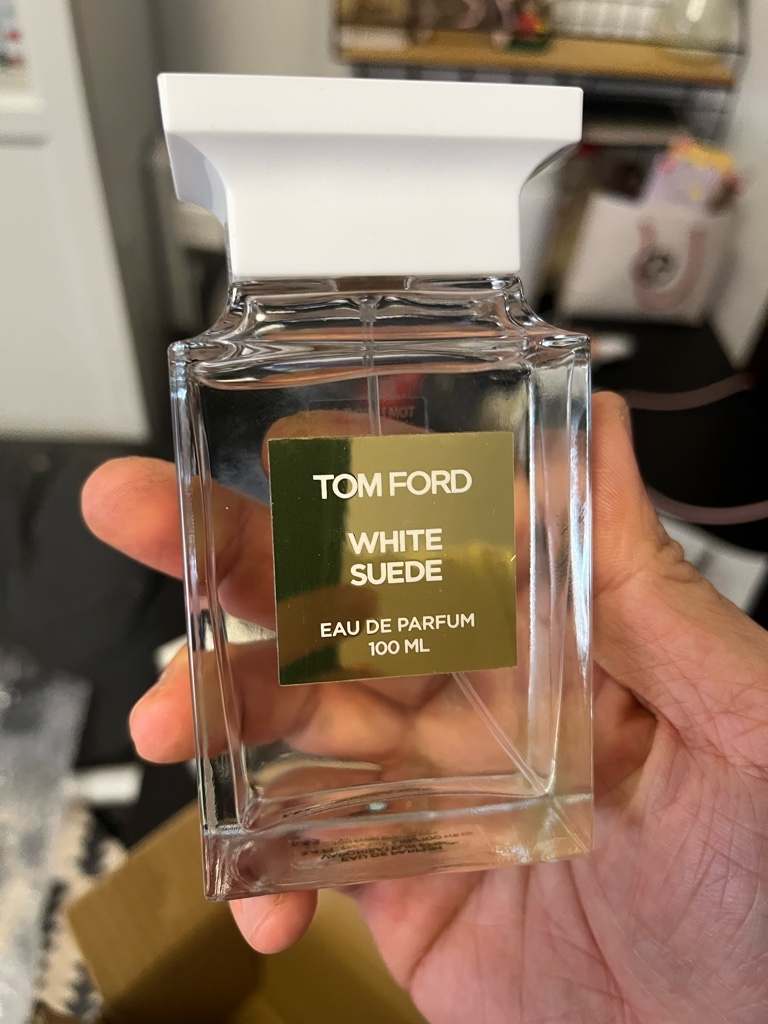 TOM FORD
WHITE
SUEDE
EAU DE PARFUM
100 ML